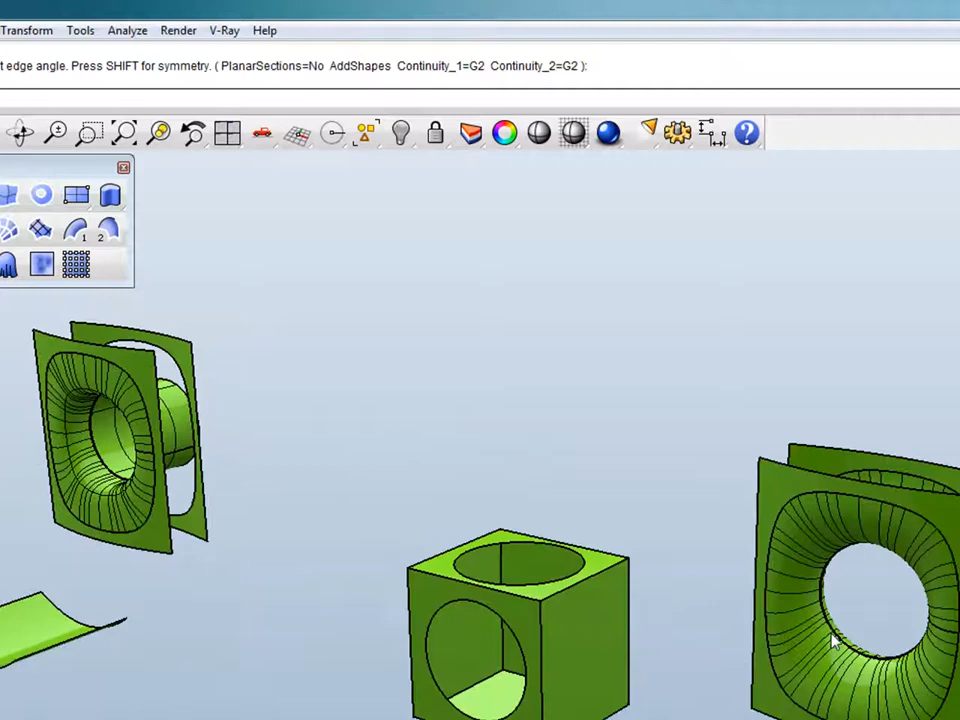 Transform Tools Analyze Render V-Ray Help
t edge angle. Press SHIFT for symmetry. ( PlanarSections=No AddShapes Continuity_1=G2 Continuity_2=G2 ):
1 2